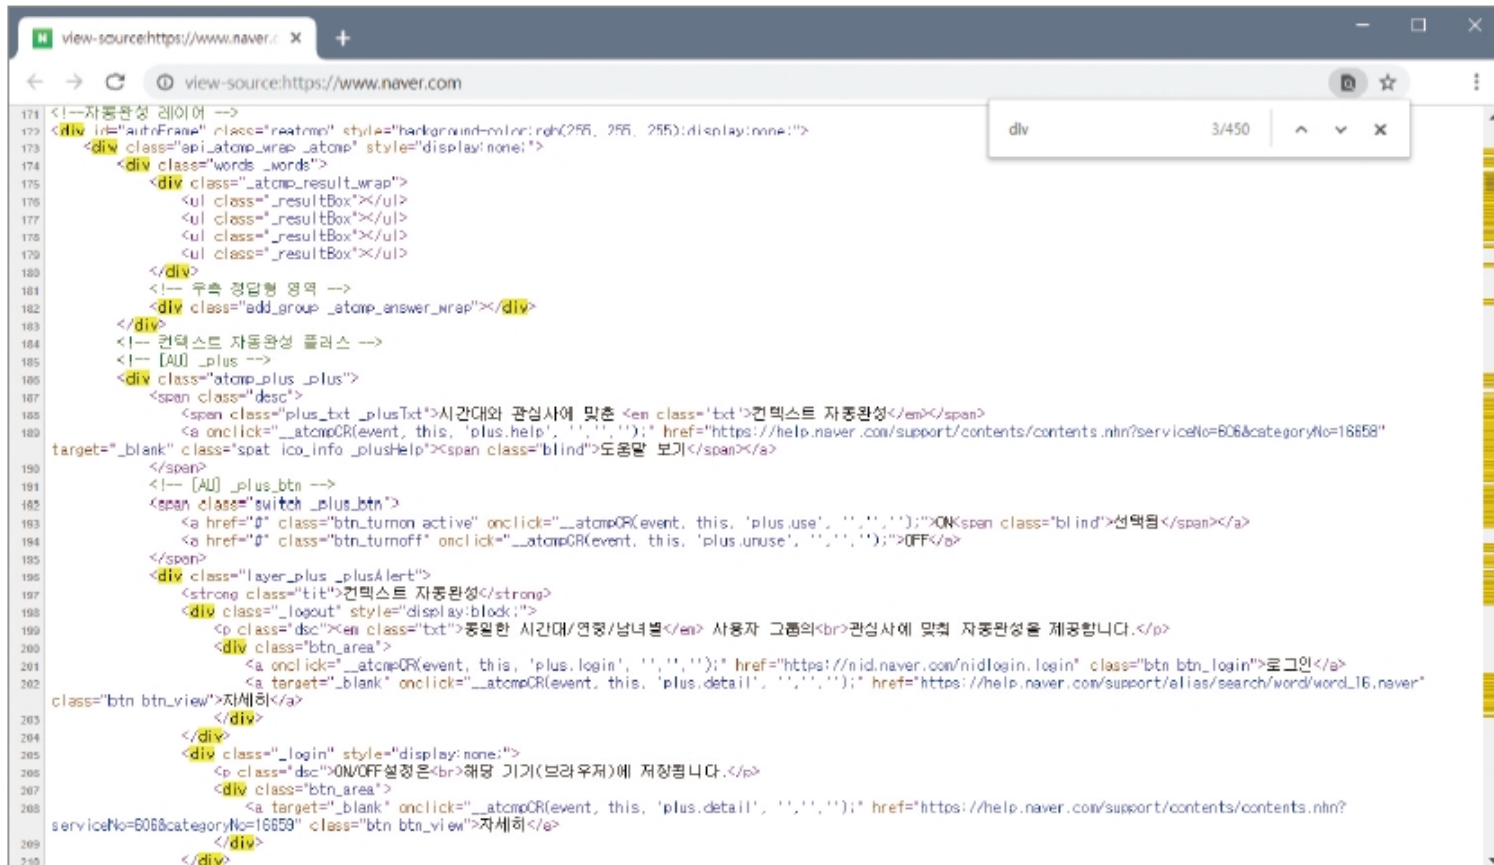 view-source:https://www.naver.c
view-source:https://www.naver.com
div 3/450
171 <!--자동완성 레이어 -->
172 <div id="autoFrame" class="reatcmp" style="background-color:rgb(255, 255, 255);display:none;">
173 <div class="api_atcmp_wrap _atcmp" style="display:none;">
174 <div class="words _words">
175 <div class="_atcmp_result_wrap">
176 <ul class="_resultBox"></ul>
177 <ul class="_resultBox"></ul>
178 <ul class="_resultBox"></ul>
179 <ul class="_resultBox"></ul>
180 </div>
181 <!-- 우측 정답형 영역 -->
182 <div class="add_group _atcmp_answer_wrap"></div>
183 </div>
184 <!-- 컨텍스트 자동완성 플러스 -->
185 <!-- [AU] _plus -->
186 <div class="atcmp_plus _plus">
187 <span class="desc">
188 <span class="plus_txt _plusTxt">시간대와 관심사에 맞춘 <em class='txt'>컨텍스트 자동완성</em></span>
189 <a onclick="__atcmpCR(event, this, 'plus.help', '','','');" href="https://help.naver.com/support/contents/contents.nhn?serviceNo=606&categoryNo=16658"
target="_blank" class="spat ico_info _plusHelp"><span class="blind">도움말 보기</span></a>
190 </span>
191 <!-- [AU] _plus_btn -->
192 <span class="switch _plus_btn">
193 <a href="#" class="btn_turnon active" onclick="__atcmpCR(event, this, 'plus.use', '','','');">ON<span class="blind">선택됨</span></a>
194 <a href="#" class="btn_turnoff" onclick="__atcmpCR(event, this, 'plus.unuse', '','','');">OFF</a>
195 </span>
196 <div class="layer_plus _plusAlert">
197 <strong class="tit">컨텍스트 자동완성</strong>
198 <div class="_logout" style="display:block;">
199 <p class="dsc"><em class="txt">동일한 시간대/연령/남녀별</em> 사용자 그룹의<br>관심사에 맞춰 자동완성을 제공합니다.</p>
200 <div class="btn_area">
201 <a onclick="__atcmpCR(event, this, 'plus.login', '','','');" href="https://nid.naver.com/nidlogin.login" class="btn btn_login">로그인</a>
202 <a target="_blank" onclick="__atcmpCR(event, this, 'plus.detail', '','','');" href="https://help.naver.com/support/alias/search/word/word_16.naver"
class="btn btn_view">자세히</a>
203 </div>
204 </div>
205 <div class="_login" style="display:none;">
206 <p class="dsc">ON/OFF설정은<br>해당 기기(브라우저)에 저장됩니다.</p>
207 <div class="btn_area">
208 <a target="_blank" onclick="__atcmpCR(event, this, 'plus.detail', '','','');" href="https://help.naver.com/support/contents/contents.nhn?
serviceNo=606&categoryNo=16659" class="btn btn_view">자세히</a>
209 </div>
210 </div>